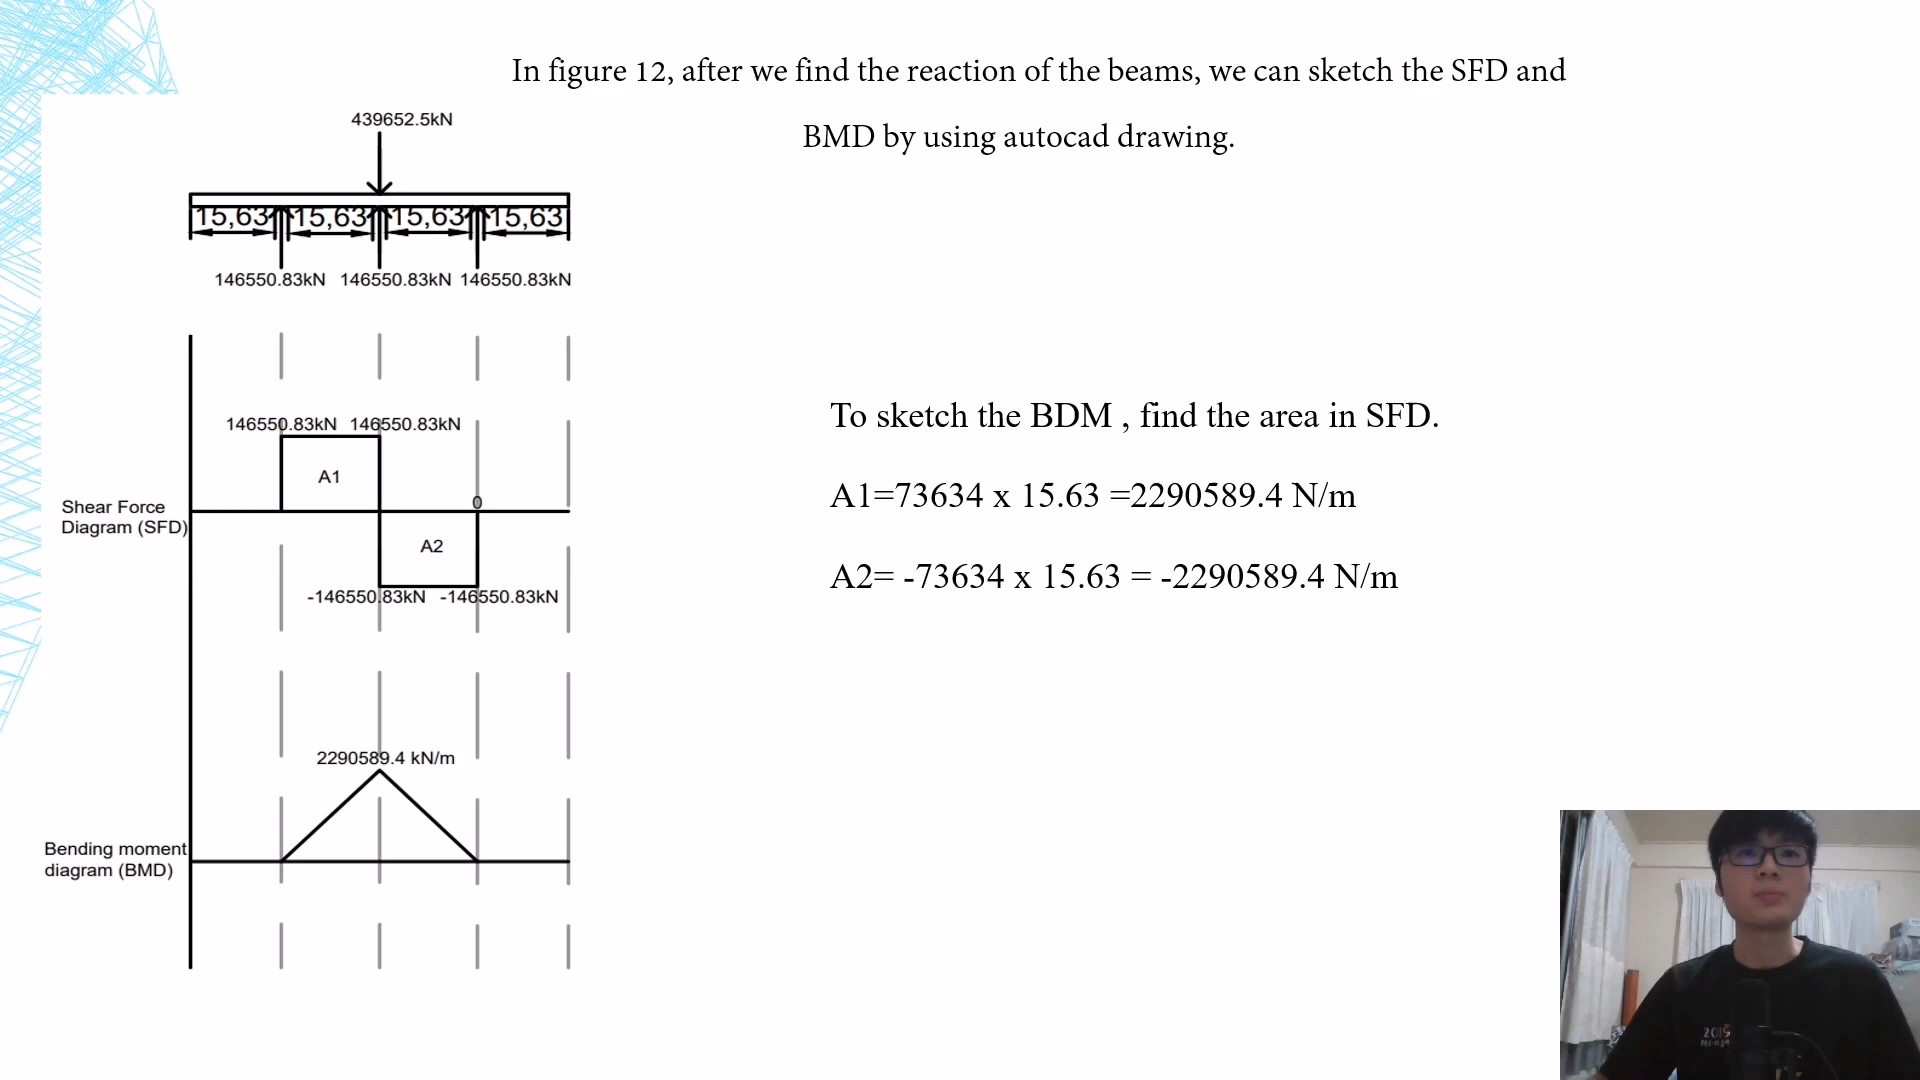 In figure 12, after we find the reaction of the beams, we can sketch the SFD and
BMD by using autocad drawing.
439652.5kN
15,63 15,63 15,63 15,63
146550.83kN 146550.83kN 146550.83kN
146550.83kN 146550.83kN
A1
Shear Force
Diagram (SFD)
0
A2
-146550.83kN -146550.83kN
2290589.4 kN/m
Bending moment
diagram (BMD)
To sketch the BDM , find the area in SFD.
A1=73634 x 15.63 =2290589.4 N/m
A2= -73634 x 15.63 = -2290589.4 N/m
2015